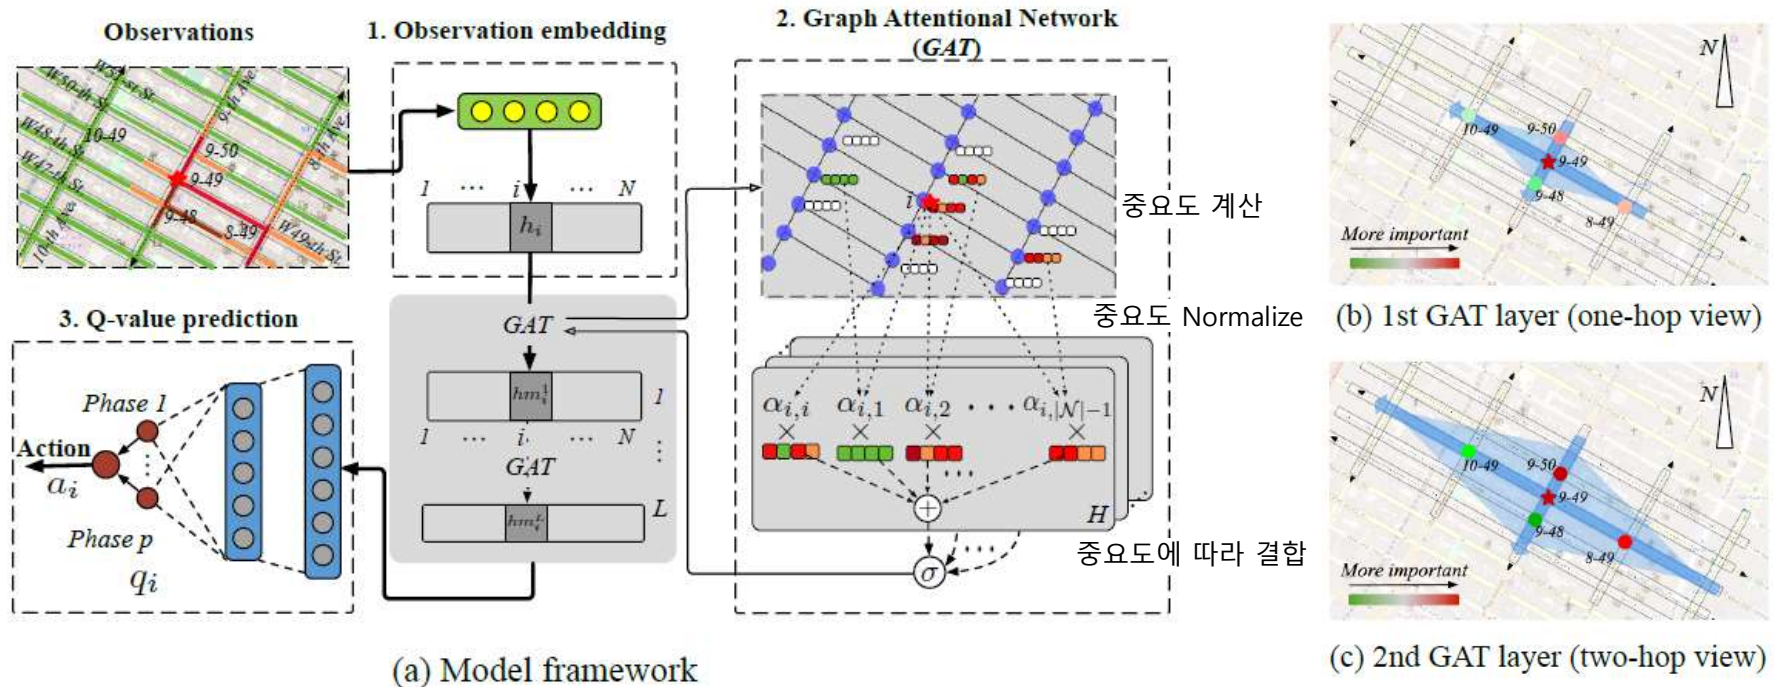 Observations
W53-st St
W50-th St
10-49
W48-th St
W47-th St
10-th Ave
9-th Ave
9-50
9-49
9-48
8-49
8-th Ave
W49-th St.
1. Observation embedding
1 ... i ... N
h_i
GAT
hm_i^1
1
1 ... i ... N
GAT
hm_i^L
L
2. Graph Attentional Network
(GAT)
i
중요도 계산
중요도 Normalize
α_{i,i} α_{i,1} α_{i,2} ···· α_{i,|N|-1}
× × × ×
+
H
중요도에 따라 결합
σ
3. Q-value prediction
Phase 1
Action
a_i
Phase p
q_i
(a) Model framework
N
10-49
9-50
9-49
9-48
8-49
More important
(b) 1st GAT layer (one-hop view)
N
10-49
9-50
9-49
9-48
8-49
More important
(c) 2nd GAT layer (two-hop view)